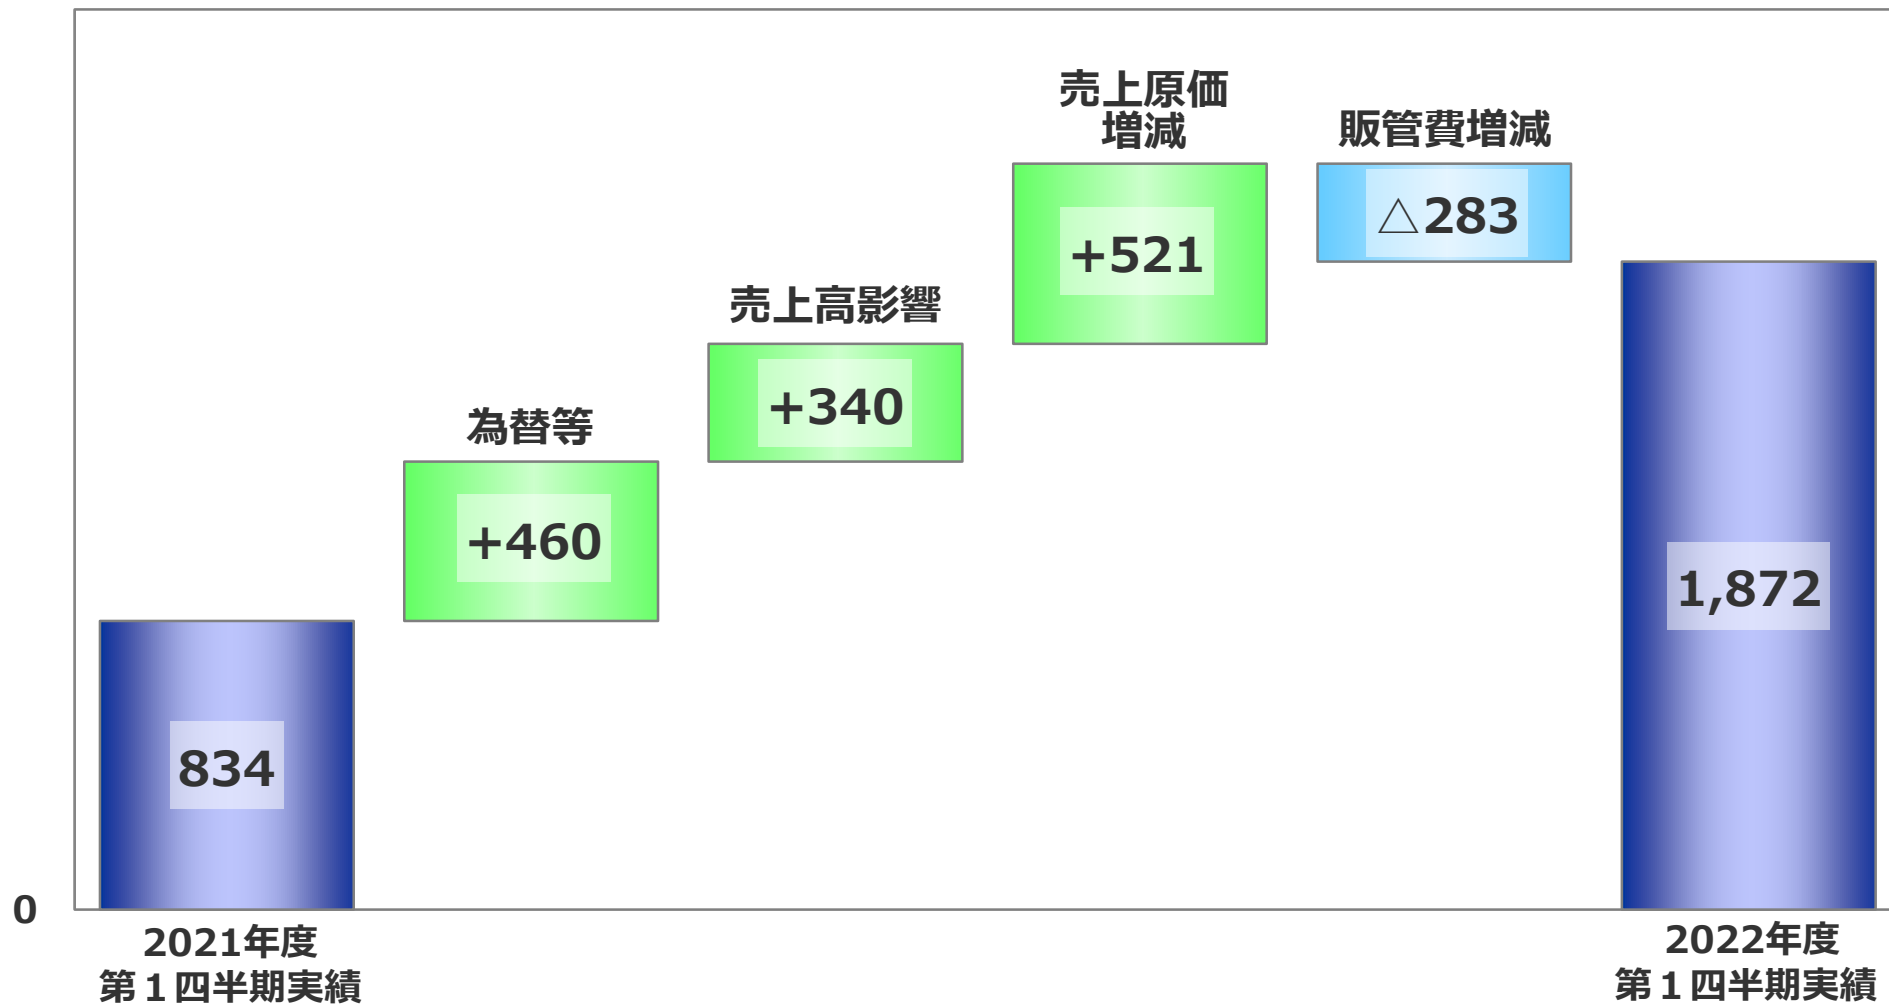 売上原価
増減
販管費増減
△283
+521
売上高影響
+340
為替等
+460
1,872
834
0
2021年度
第１四半期実績
2022年度
第１四半期実績